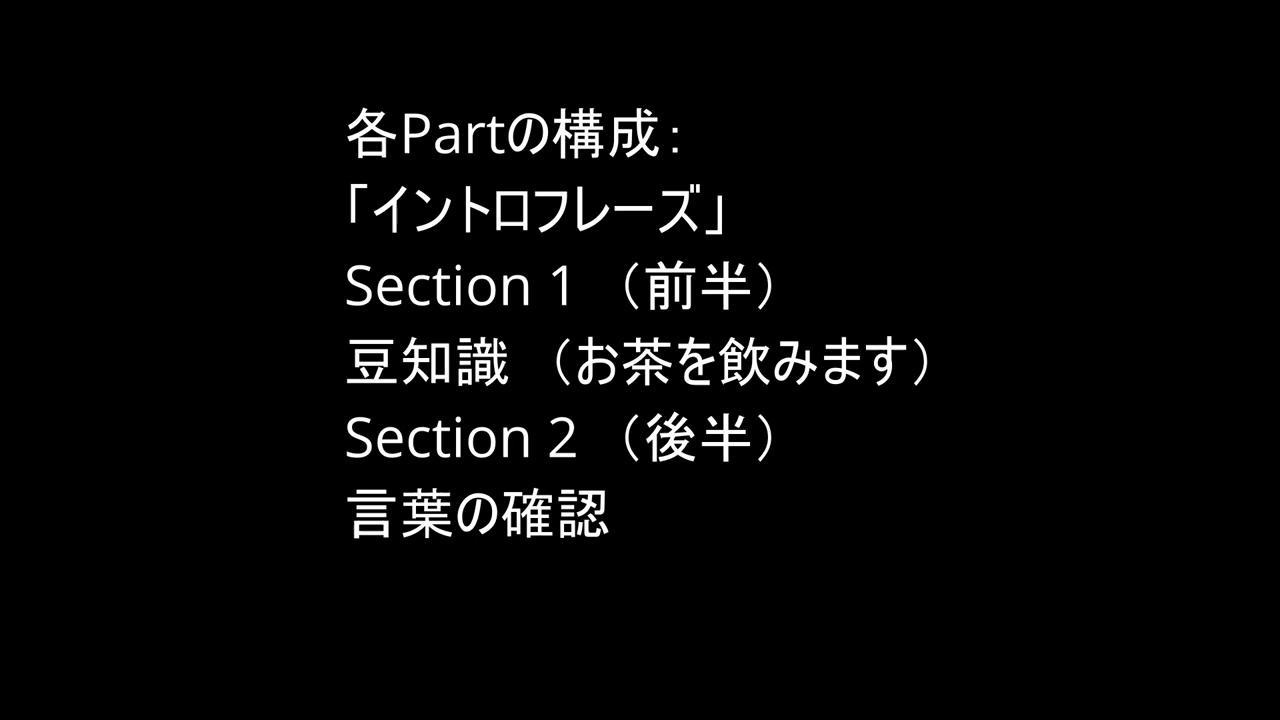 各Partの構成：
「イントロフレーズ」
Section 1 （前半）
豆知識 （お茶を飲みます）
Section 2 （後半）
言葉の確認